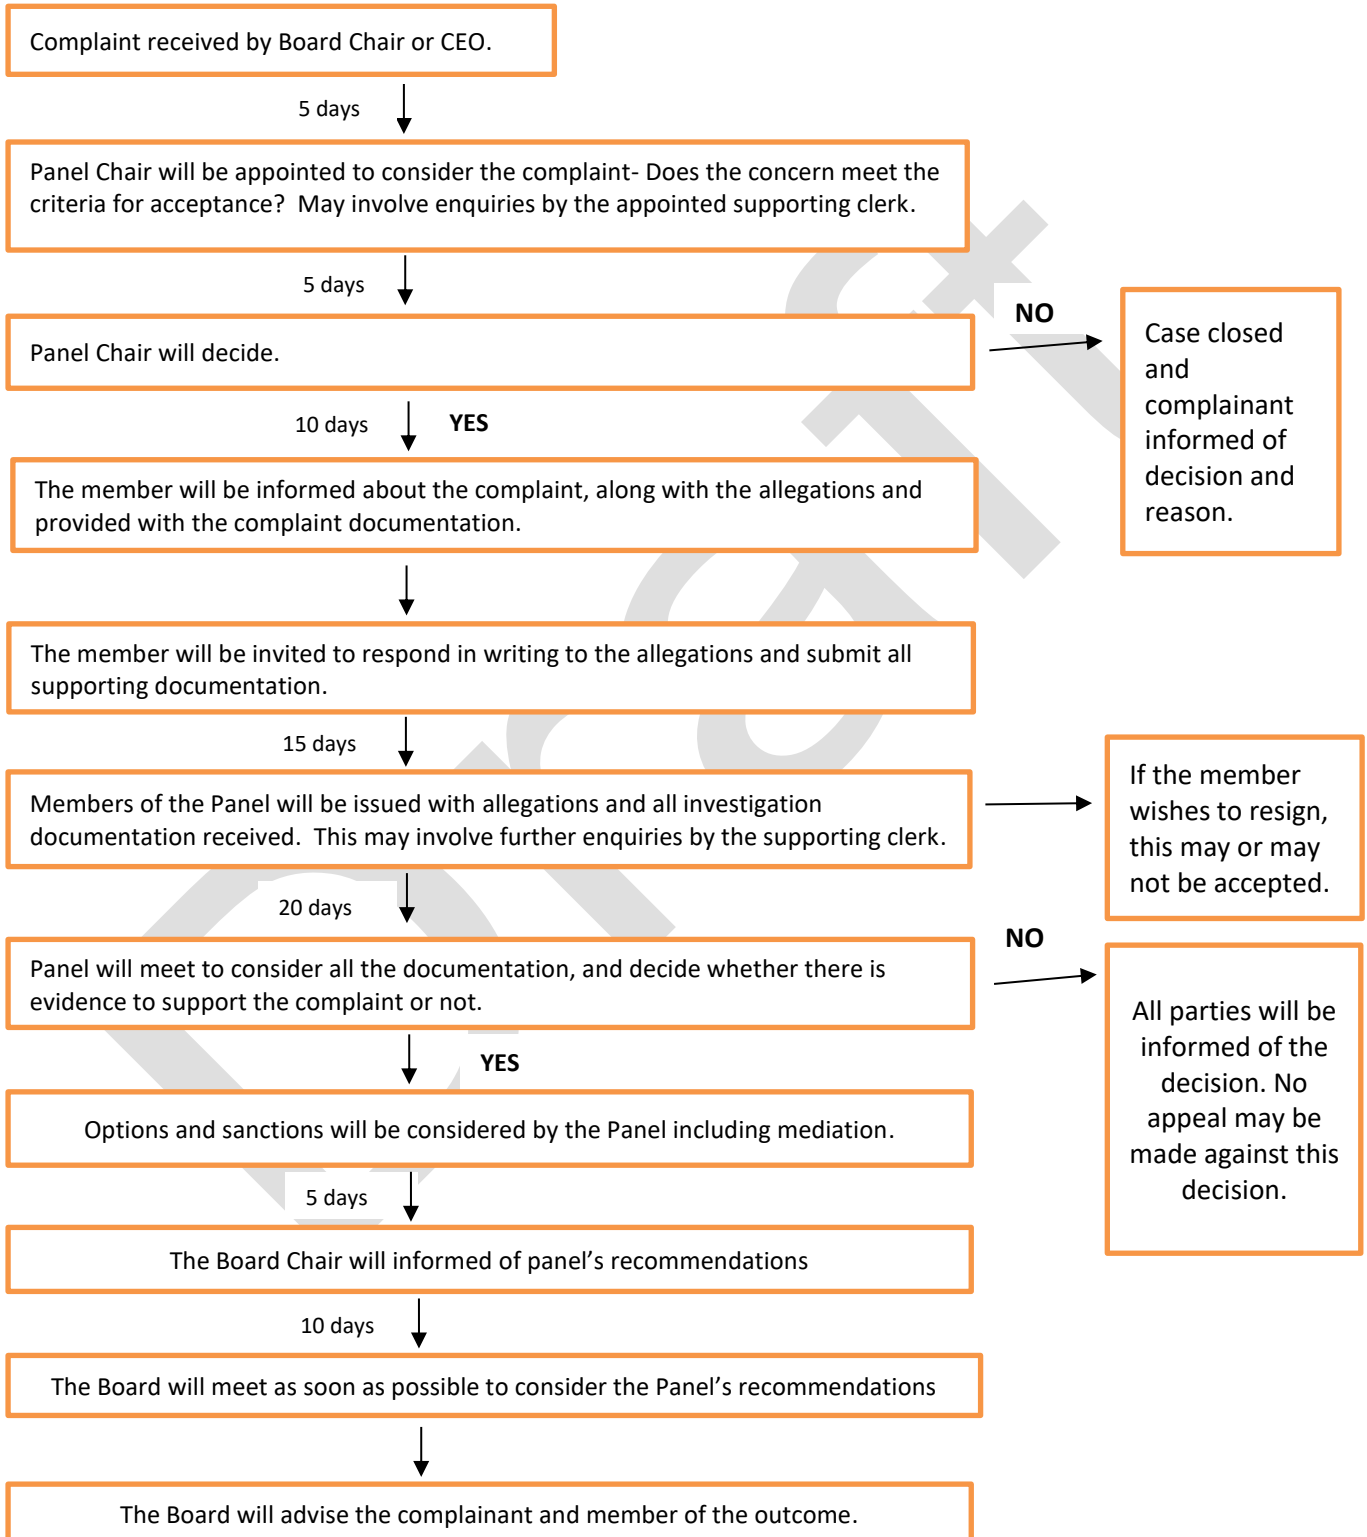 Complaint received by Board Chair or CEO.
5 days
Panel Chair will be appointed to consider the complaint- Does the concern meet the
criteria for acceptance?  May involve enquiries by the appointed supporting clerk.
5 days
Panel Chair will decide.
NO
Case closed
and
complainant
informed of
decision and
reason.
10 days
YES
The member will be informed about the complaint, along with the allegations and
provided with the complaint documentation.
The member will be invited to respond in writing to the allegations and submit all
supporting documentation.
15 days
Members of the Panel will be issued with allegations and all investigation
documentation received.  This may involve further enquiries by the supporting clerk.
If the member
wishes to resign,
this may or may
not be accepted.
20 days
Panel will meet to consider all the documentation, and decide whether there is
evidence to support the complaint or not.
NO
All parties will be
informed of the
decision. No
appeal may be
made against this
decision.
YES
Options and sanctions will be considered by the Panel including mediation.
5 days
The Board Chair will informed of panel’s recommendations
10 days
The Board will meet as soon as possible to consider the Panel’s recommendations
The Board will advise the complainant and member of the outcome.
Draft